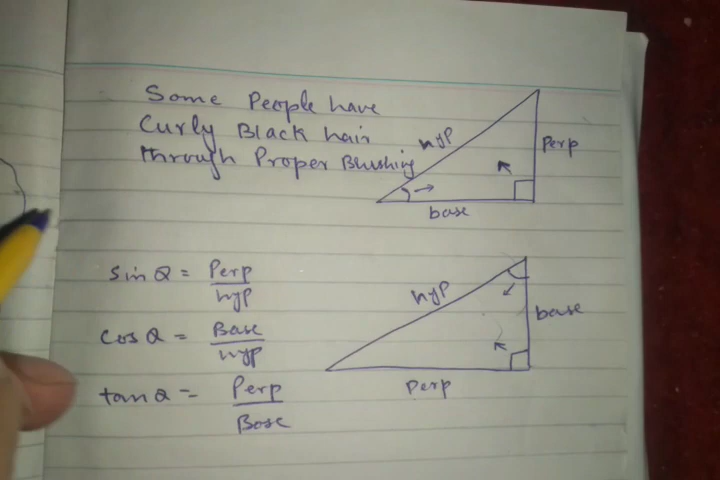 Some People have
Curly Black hair
through Proper Brushing
hyp
Perp
base
sin Q = Perp
hyp
cos Q = Base
hyp
tan Q = Perp
Base
hyp
base
Perp